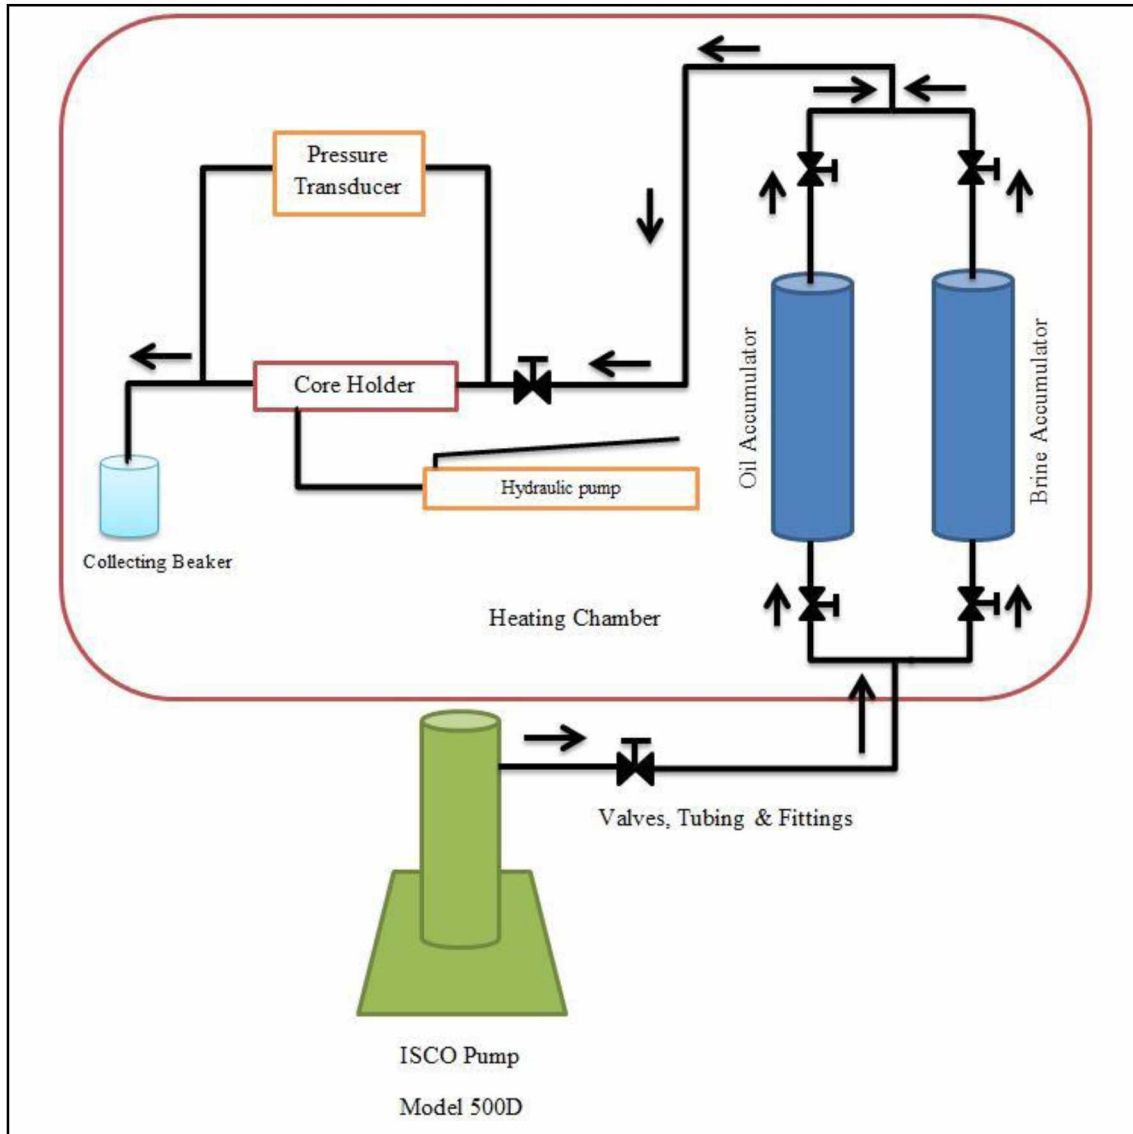 Pressure
Transducer
Core Holder
Hydraulic pump
Collecting Beaker
Oil Accumulator
Brine Accumulator
Heating Chamber
Valves, Tubing & Fittings
ISCO Pump
Model 500D